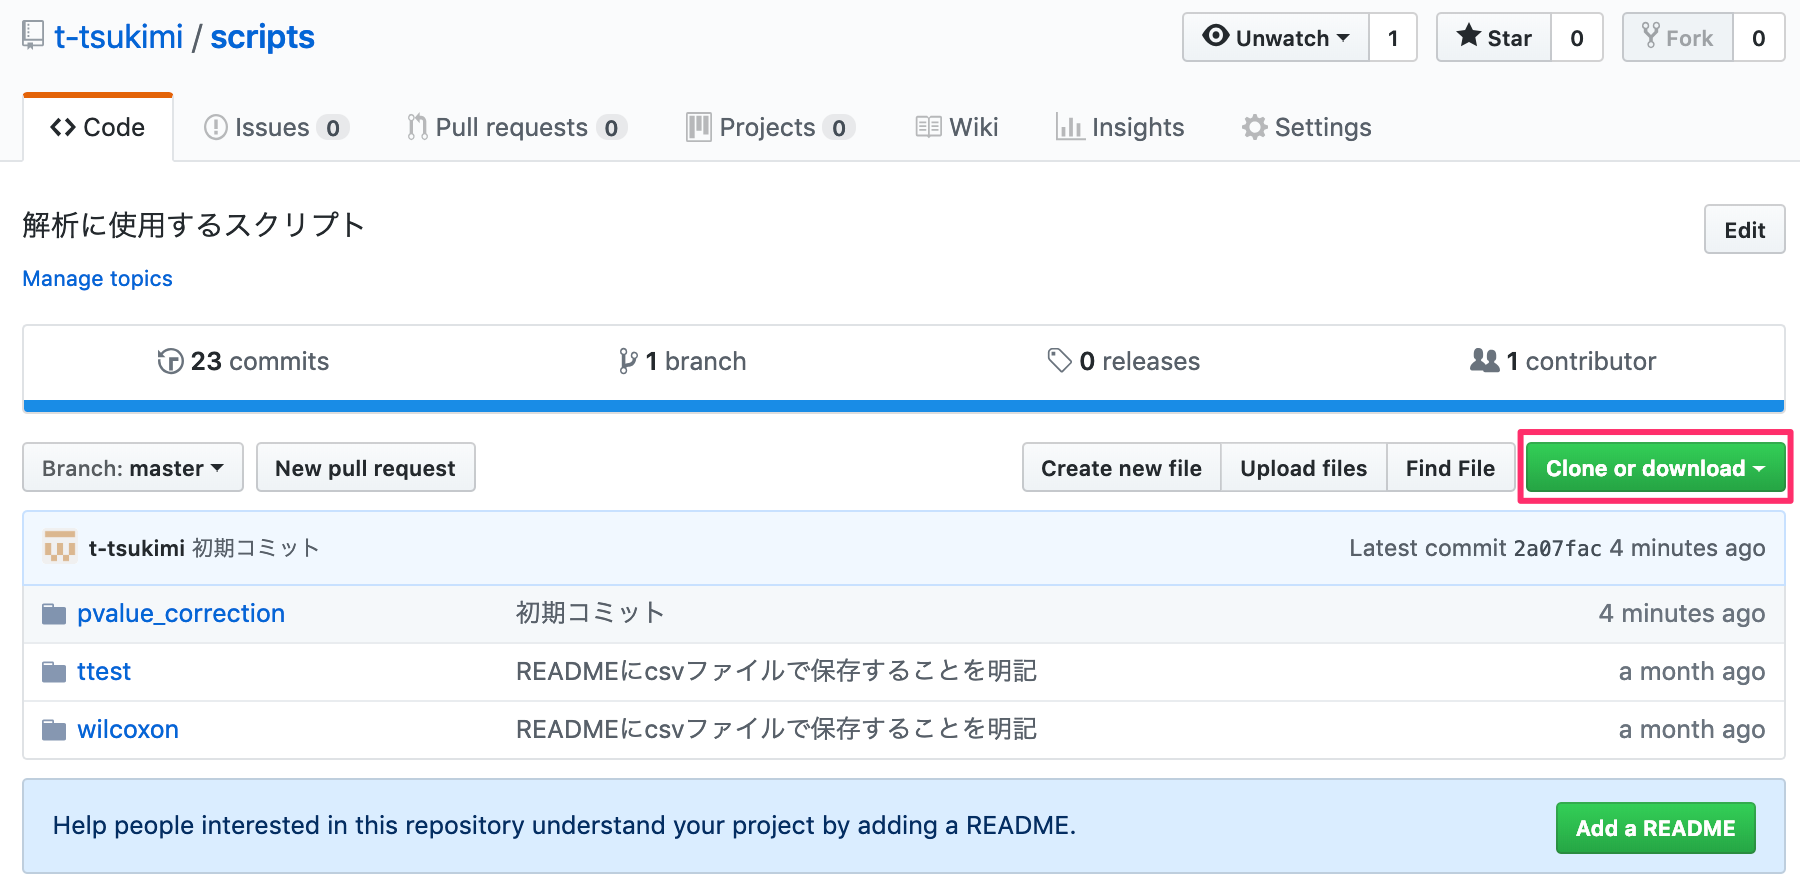 t-tsukimi / scripts
Unwatch 1 Star 0 Fork 0
Code Issues 0 Pull requests 0 Projects 0 Wiki Insights Settings
解析に使用するスクリプト
Edit
Manage topics
23 commits 1 branch 0 releases 1 contributor
Branch: master New pull request Create new file Upload files Find File Clone or download
t-tsukimi 初期コミット Latest commit 2a07fac 4 minutes ago
pvalue_correction 初期コミット 4 minutes ago
ttest READMEにcsvファイルで保存することを明記 a month ago
wilcoxon READMEにcsvファイルで保存することを明記 a month ago
Help people interested in this repository understand your project by adding a README. Add a README